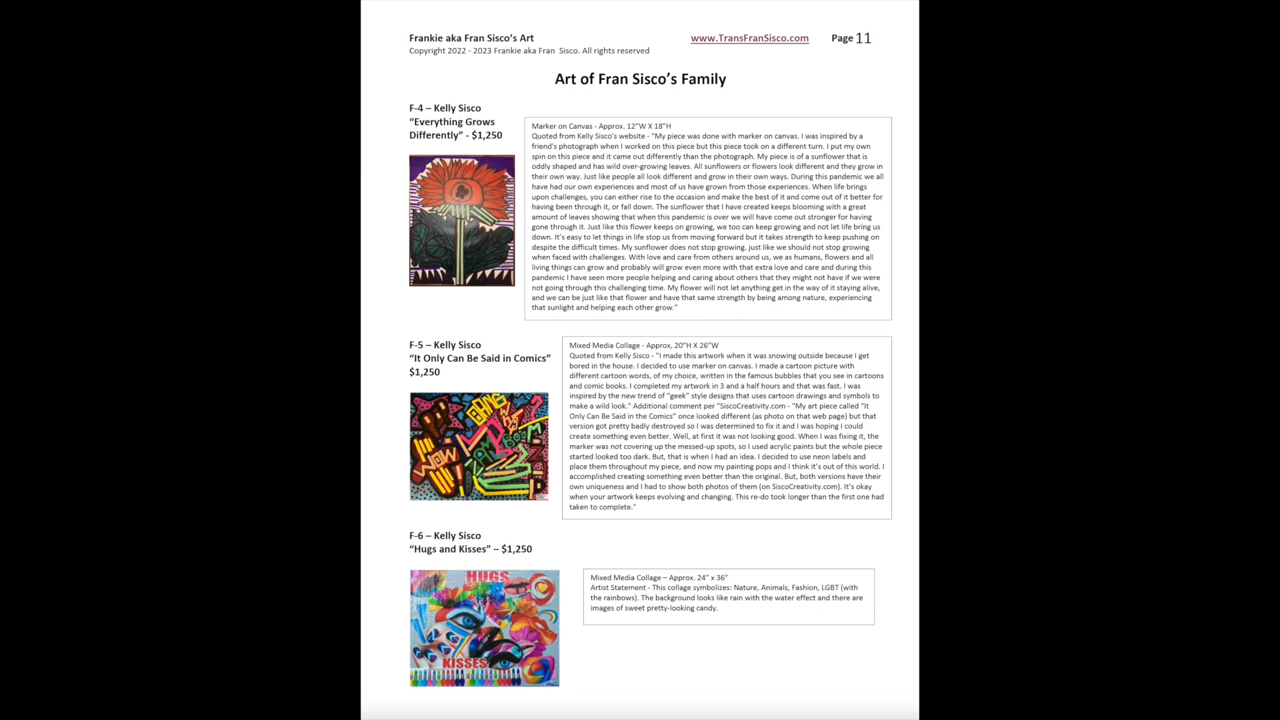 Frankie aka Fran Sisco's Art
www.TransFranSisco.com
Page 11
Copyright 2022 - 2023 Frankie aka Fran Sisco. All rights reserved
Art of Fran Sisco's Family
F-4 – Kelly Sisco
"Everything Grows
Differently" - $1,250
Marker on Canvas - Approx. 12"W X 18"H
Quoted from Kelly Sisco's website - "My piece was done with marker on canvas. I was inspired by a
friend's photograph when I worked on this piece but this piece took on a different turn. I put my own
spin on this piece and it came out differently than the photograph. My piece is of a sunflower that is
oddly shaped and has wild over-growing leaves. All sunflowers or flowers look different and they grow in
their own way. Just like people all look different and grow in their own ways. During this pandemic we all
have had our own experiences and most of us have grown from those experiences. When life brings
upon challenges, you can either rise to the occasion and make the best of it and come out of it better for
having been through it, or fall down. The sunflower that I have created keeps blooming with a great
amount of leaves showing that when this pandemic is over we will have come out stronger for having
gone through it. Just like this flower keeps on growing, we too can keep growing and not let life bring us
down. It's easy to let things in life stop us from moving forward but it takes strength to keep pushing on
despite the difficult times. My sunflower does not stop growing, just like we should not stop growing
when faced with challenges. With love and care from others around us, we as humans, flowers and all
living things can grow and probably will grow even more with that extra love and care and during this
pandemic I have seen more people helping and caring about others that they might not have if we were
not going through this challenging time. My flower will not let anything get in the way of it staying alive,
and we can be just like that flower and have that same strength by being among nature, experiencing
that sunlight and helping each other grow."
F-5 – Kelly Sisco
"It Only Can Be Said in Comics"
$1,250
Mixed Media Collage - Approx, 20"H X 26"W
Quoted from Kelly Sisco - "I made this artwork when it was snowing outside because I get
bored in the house. I decided to use marker on canvas. I made a cartoon picture with
different cartoon words, of my choice, written in the famous bubbles that you see in cartoons
and comic books. I completed my artwork in 3 and a half hours and that was fast. I was
inspired by the new trend of "geek" style designs that uses cartoon drawings and symbols to
make a wild look." Additional comment per "SiscoCreativity.com - "My art piece called "It
Only Can Be Said in the Comics" once looked different (as photo on that web page) but that
version got pretty badly destroyed so I was determined to fix it and I was hoping I could
create something even better. Well, at first it was not looking good. When I was fixing it, the
marker was not covering up the messed-up spots, so I used acrylic paints but the whole piece
started looked too dark. But, that is when I had an idea. I decided to use neon labels and
place them throughout my piece, and now my painting pops and I think it's out of this world. I
accomplished creating something even better than the original. But, both versions have their
own uniqueness and I had to show both photos of them (on SiscoCreativity.com). It's okay
when your artwork keeps evolving and changing. This re-do took longer than the first one had
taken to complete."
BANG
WOW
F-6 – Kelly Sisco
"Hugs and Kisses" – $1,250
Mixed Media Collage – Approx. 24" x 36"
Artist Statement - This collage symbolizes: Nature, Animals, Fashion, LGBT (with
the rainbows). The background looks like rain with the water effect and there are
images of sweet pretty-looking candy.
HUGS
KISSES